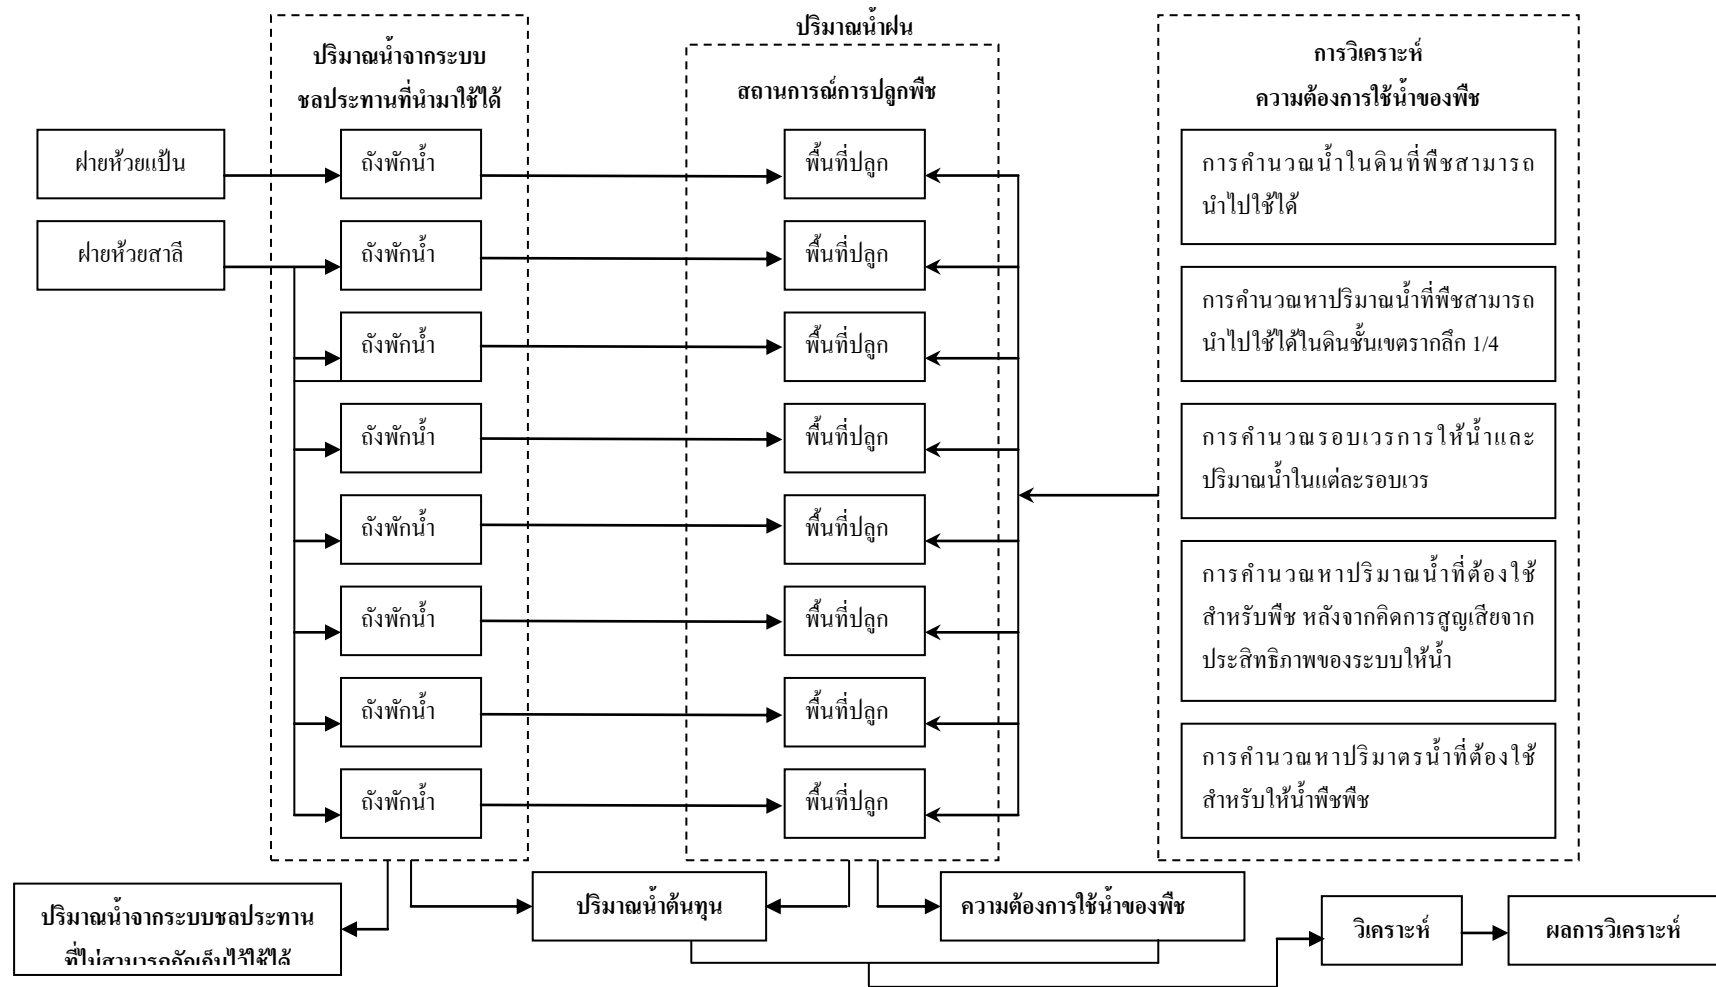 ปริมาณน้ำจากระบบ
ชลประทานที่นำมาใช้ได้
ปริมาณน้ำฝน
สถานการณ์การปลูกพืช
การวิเคราะห์
ความต้องการใช้น้ำของพืช
ฝายห้วยแป้น
ถังพักน้ำ
พื้นที่ปลูก
ฝายห้วยสาลี
ถังพักน้ำ
พื้นที่ปลูก
ถังพักน้ำ
พื้นที่ปลูก
ถังพักน้ำ
พื้นที่ปลูก
ถังพักน้ำ
พื้นที่ปลูก
ถังพักน้ำ
พื้นที่ปลูก
ถังพักน้ำ
พื้นที่ปลูก
ถังพักน้ำ
พื้นที่ปลูก
การคำนวณน้ำในดินที่พืชสามารถ
นำไปใช้ได้
การคำนวณหาปริมาณน้ำที่พืชสามารถ
นำไปใช้ได้ในดินชั้นเขตรากลึก 1/4
การคำนวณรอบเวรการให้น้ำและ
ปริมาณน้ำในแต่ละรอบเวร
การคำนวณหาปริมาณน้ำที่ต้องใช้
สำหรับพืช หลังจากคิดการสูญเสียจาก
ประสิทธิภาพของระบบให้น้ำ
การคำนวณหาปริมาตรน้ำที่ต้องใช้
สำหรับให้น้ำพืชพืช
ปริมาณน้ำจากระบบชลประทาน
ที่ไม่สามารถกักเก็บไว้ใช้ได้
ปริมาณน้ำต้นทุน
ความต้องการใช้น้ำของพืช
วิเคราะห์
ผลการวิเคราะห์